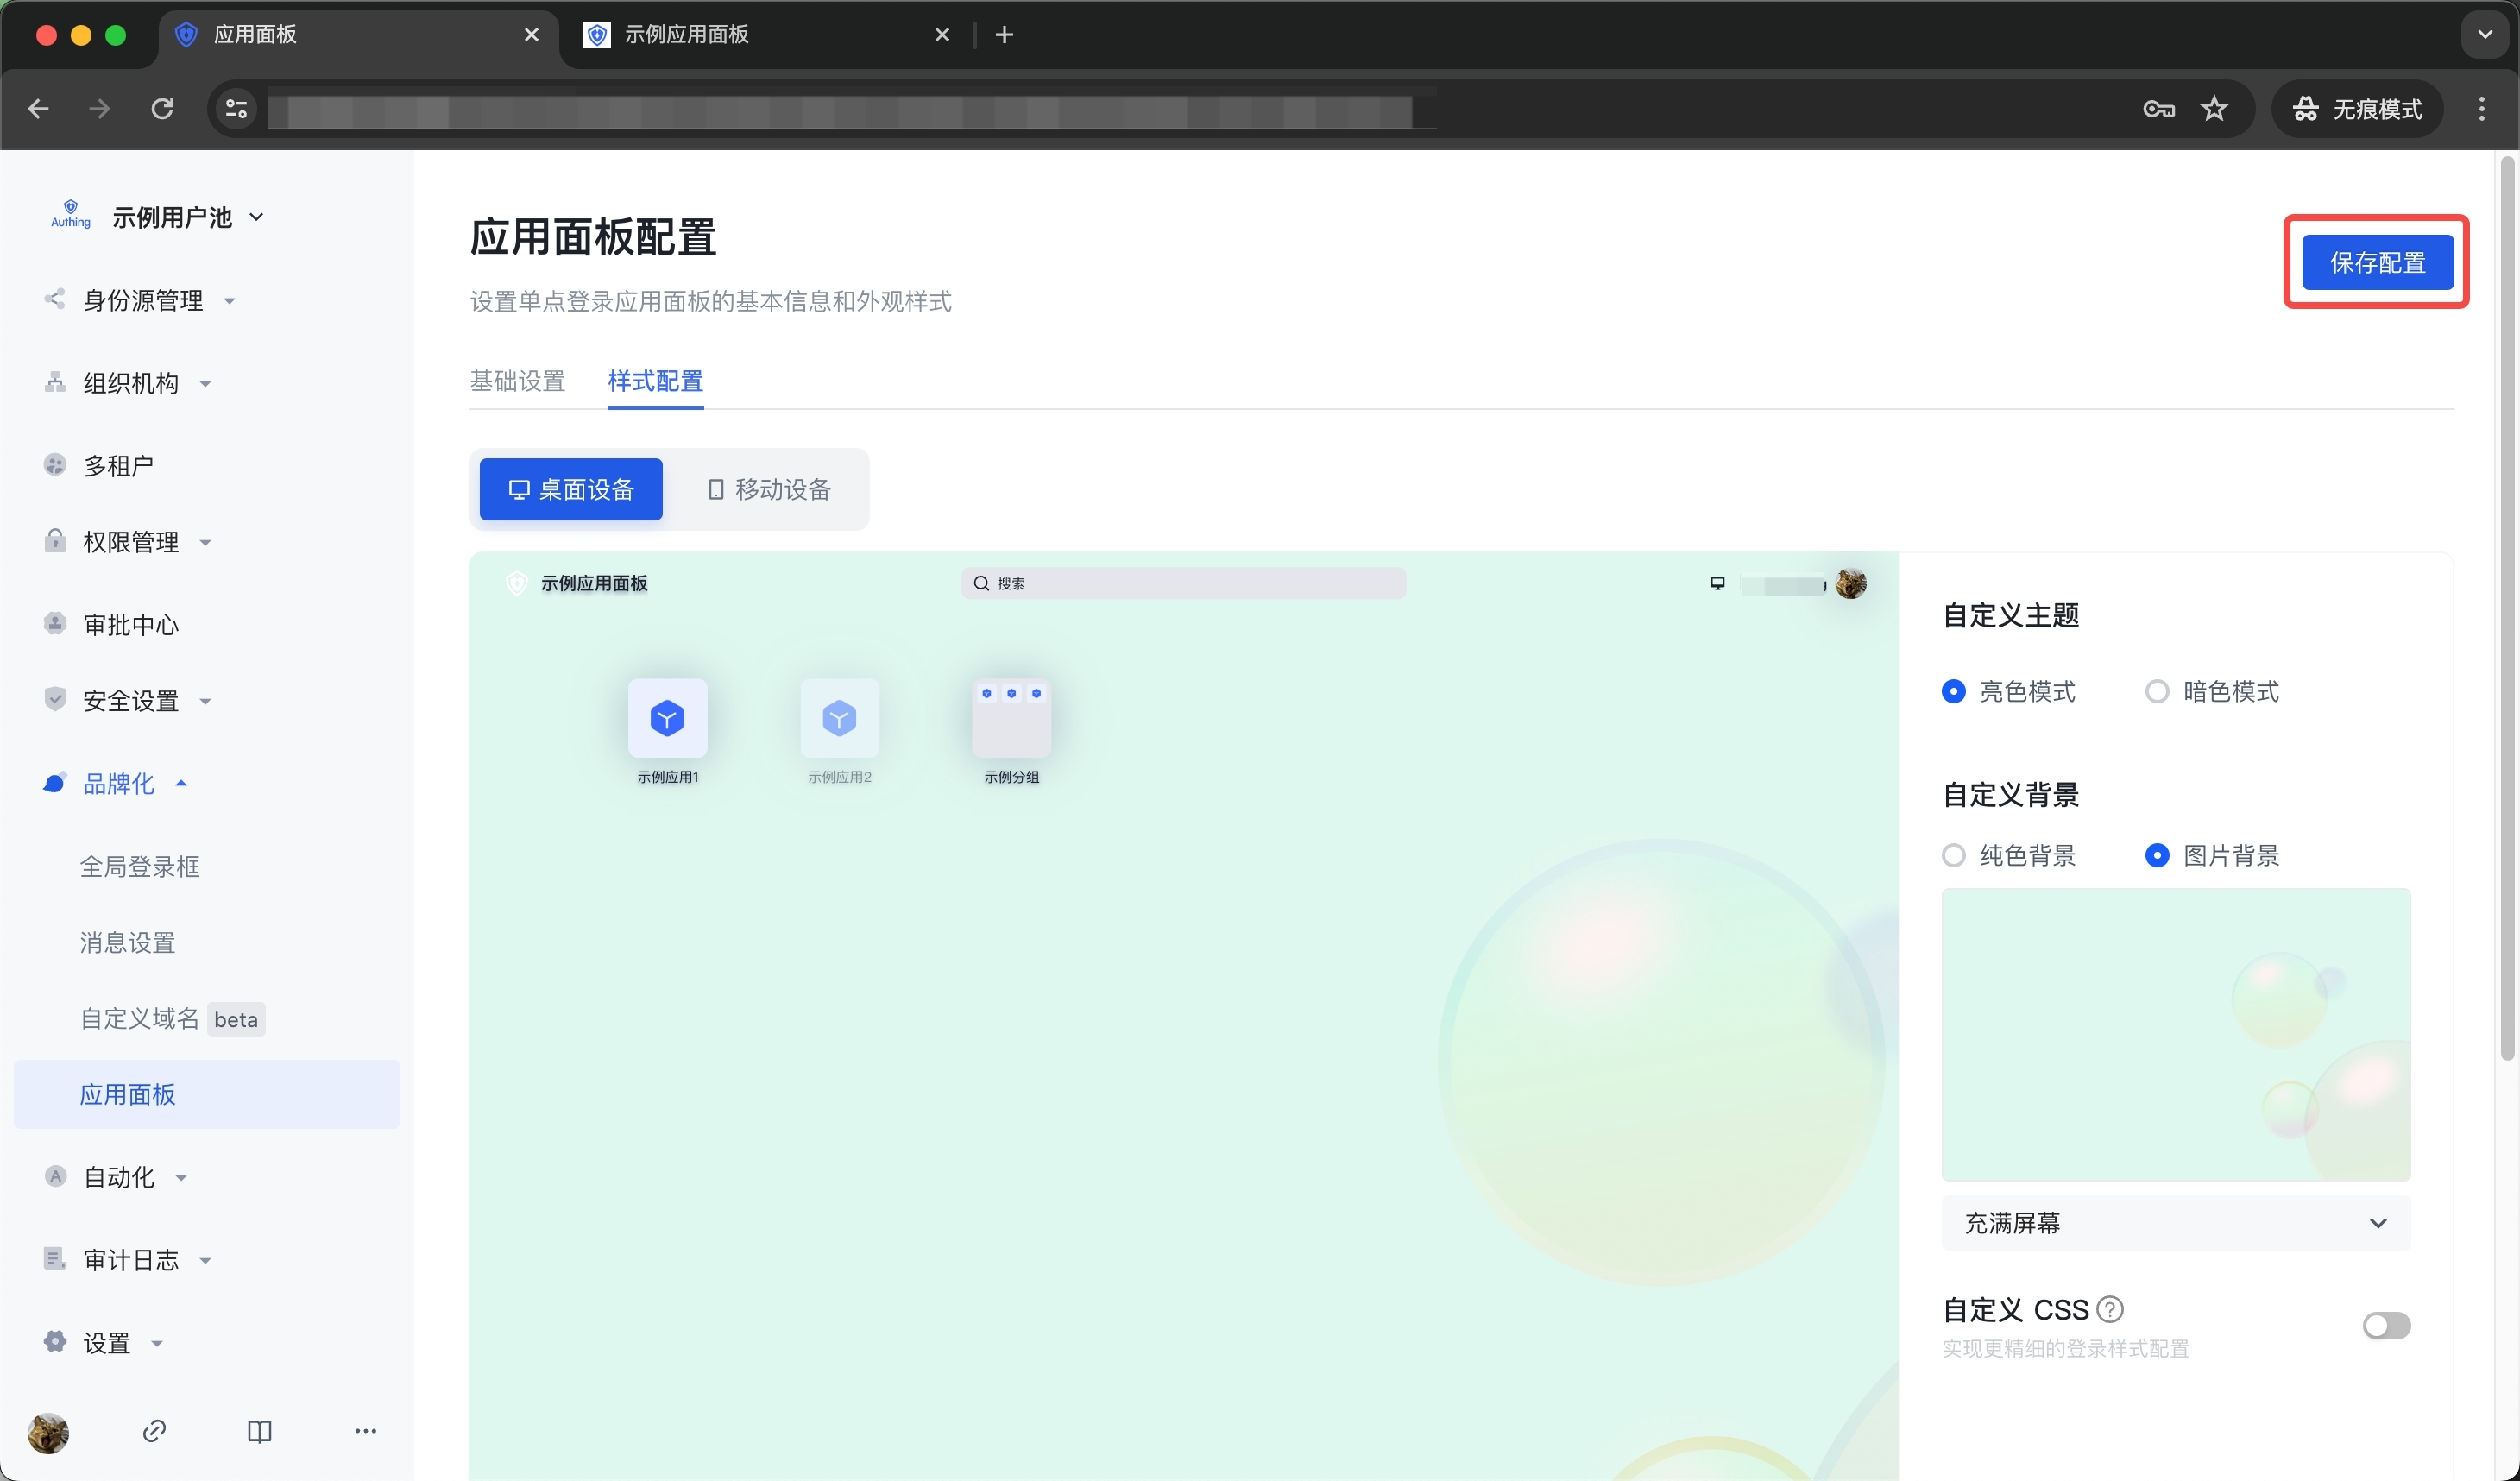 应用面板
示例应用面板
无痕模式
Authing
示例用户池
身份源管理
组织机构
多租户
权限管理
审批中心
安全设置
品牌化
全局登录框
消息设置
自定义域名 beta
应用面板
自动化
审计日志
设置
应用面板配置
设置单点登录应用面板的基本信息和外观样式
保存配置
基础设置 样式配置
桌面设备 移动设备
示例应用面板
搜索
示例应用1 示例应用2 示例分组
自定义主题
亮色模式 暗色模式
自定义背景
纯色背景 图片背景
充满屏幕
自定义 CSS
实现更精细的登录样式配置